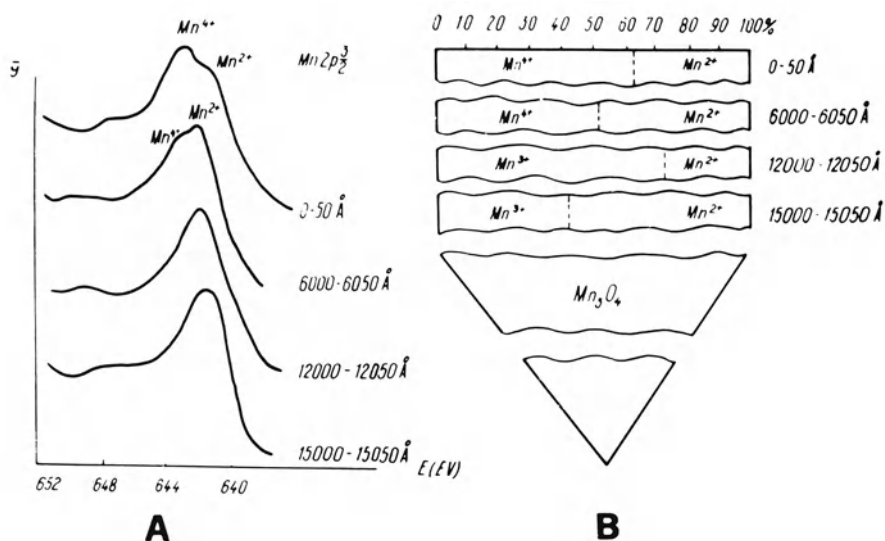 Mn⁴⁺
Mn²⁺
Mn2p 3/2
ȳ
Mn²⁺
Mn⁴⁺
0-50 Å
6000-6050 Å
12000-12050 Å
15000-15050 Å
E(EV)
652 648 644 640
A
0 10 20 30 40 50 60 70 80 90 100%
Mn⁴⁺ Mn²⁺ 0-50 Å
Mn⁴⁺ Mn²⁺ 6000-6050 Å
Mn³⁺ Mn²⁺ 12000-12050 Å
Mn³⁺ Mn²⁺ 15000-15050 Å
Mn₃O₄
B